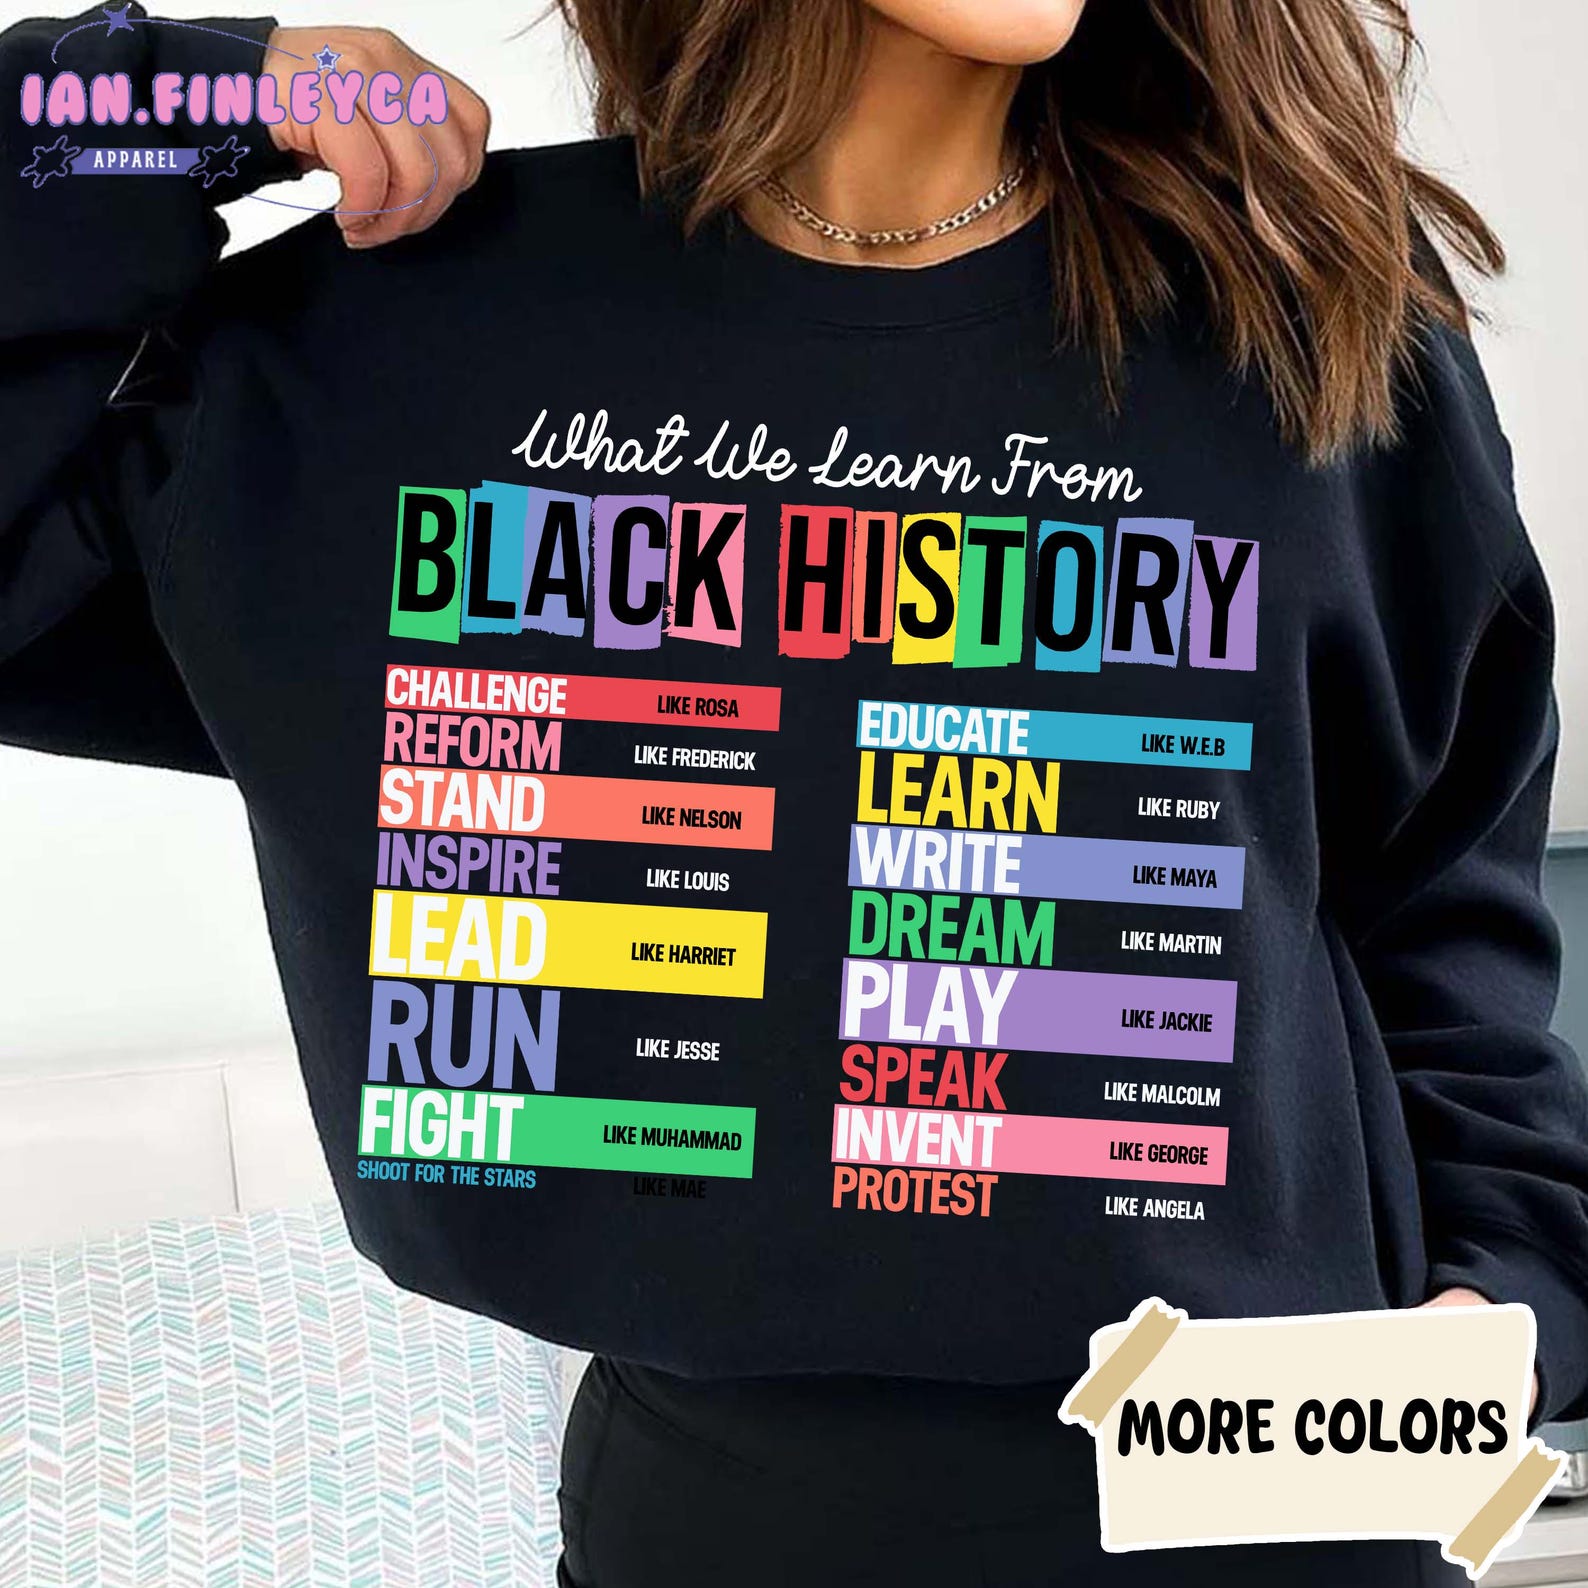 IAN.FINLEYCA
APPAREL
What We Learn From
BLACK HISTORY
CHALLENGE LIKE ROSA
REFORM LIKE FREDERICK
STAND LIKE NELSON
INSPIRE LIKE LOUIS
LEAD LIKE HARRIET
RUN LIKE JESSE
FIGHT LIKE MUHAMMAD
SHOOT FOR THE STARS LIKE MAE
EDUCATE LIKE W.E.B
LEARN LIKE RUBY
WRITE LIKE MAYA
DREAM LIKE MARTIN
PLAY LIKE JACKIE
SPEAK LIKE MALCOLM
INVENT LIKE GEORGE
PROTEST LIKE ANGELA
MORE COLORS